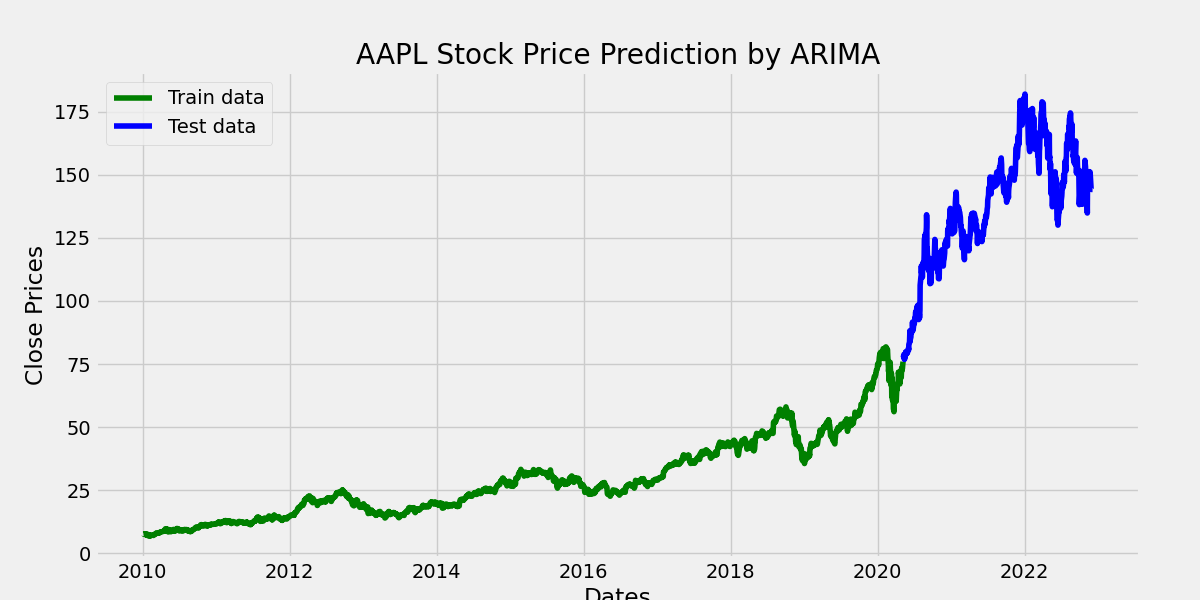 AAPL Stock Price Prediction by ARIMA
Train data
Test data
175
150
125
100
75
50
25
0
Close Prices
2010 2012 2014 2016 2018 2020 2022
Dates